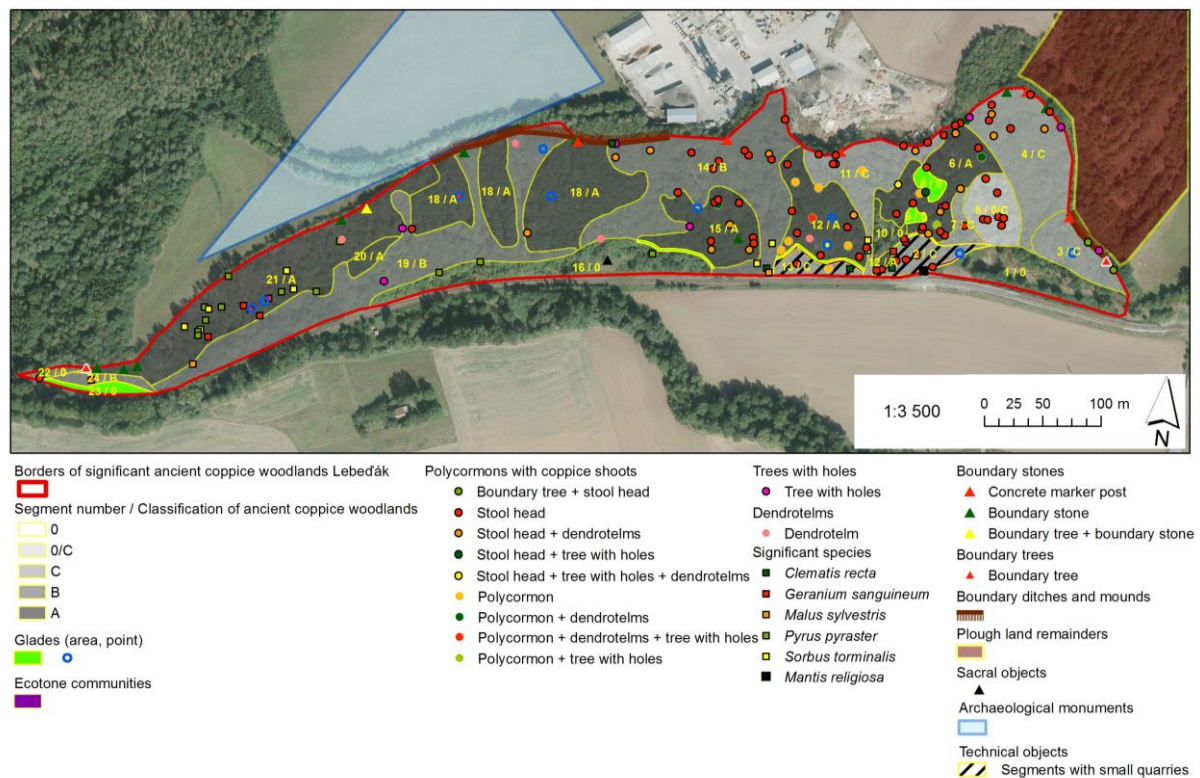 4 / C
6 / A
14 / B
11 / C
18 / A
18 / A
18 / A
5 / 0/C
7 / C
12 / A
15 / A
10 / 0
20 / A
19 / B
3 / C
2 / C
16 / 0
13 / C
12 / A
1 / 0
21 / A
22 / 0
24 / B
23 / 0
1:3 500
0 25 50 100 m
N
Borders of significant ancient coppice woodlands Lebeďák
Segment number / Classification of ancient coppice woodlands
0
0/C
C
B
A
Glades (area, point)
Ecotone communities
Polycormons with coppice shoots
Boundary tree + stool head
Stool head
Stool head + dendrotelms
Stool head + tree with holes
Stool head + tree with holes + dendrotelms
Polycormon
Polycormon + dendrotelms
Polycormon + dendrotelms + tree with holes
Polycormon + tree with holes
Trees with holes
Tree with holes
Dendrotelms
Dendrotelm
Significant species
Clematis recta
Geranium sanguineum
Malus sylvestris
Pyrus pyraster
Sorbus torminalis
Mantis religiosa
Boundary stones
Concrete marker post
Boundary stone
Boundary tree + boundary stone
Boundary trees
Boundary tree
Boundary ditches and mounds
Plough land remainders
Sacral objects
Archaeological monuments
Technical objects
Segments with small quarries